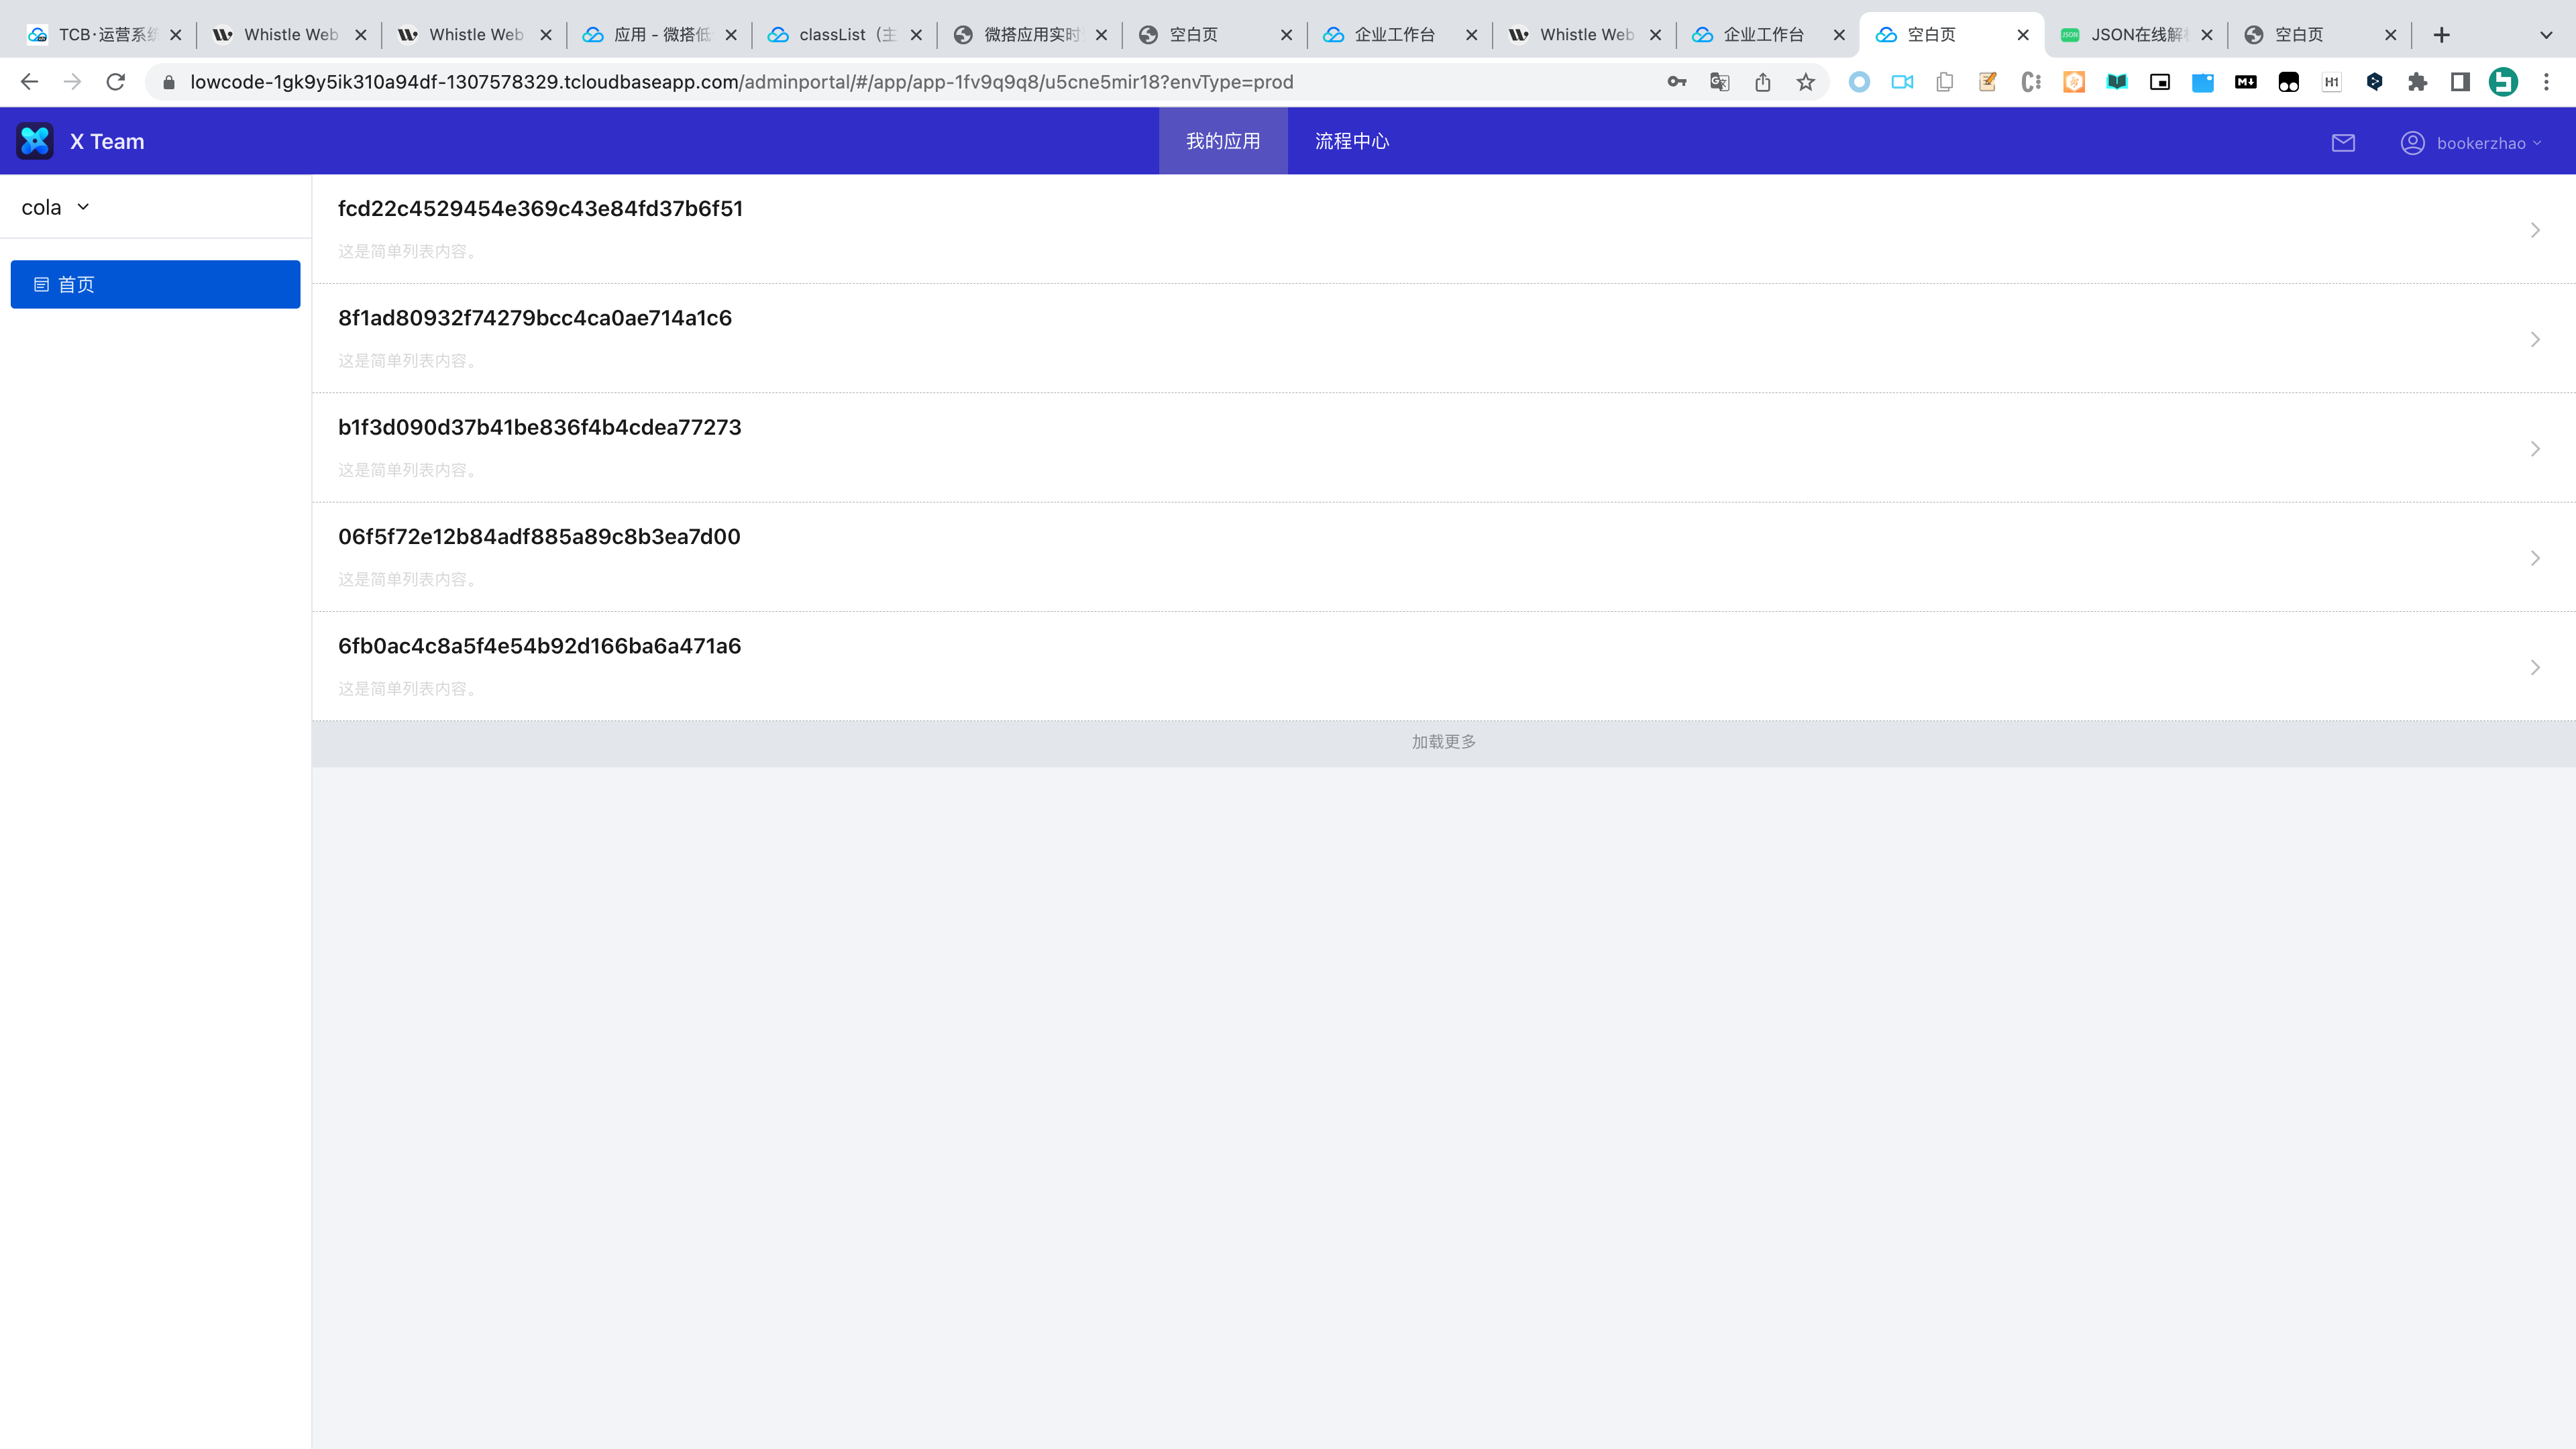 TCB·运营系统
Whistle Web
Whistle Web
应用 - 微搭低
classList（主
微搭应用实时
空白页
企业工作台
Whistle Web
企业工作台
空白页
JSON在线解析
空白页
lowcode-1gk9y5ik310a94df-1307578329.tcloudbaseapp.com/adminportal/#/app/app-1fv9q9q8/u5cne5mir18?envType=prod
X Team
我的应用
流程中心
bookerzhao
cola
首页
fcd22c4529454e369c43e84fd37b6f51
这是简单列表内容。
8f1ad80932f74279bcc4ca0ae714a1c6
这是简单列表内容。
b1f3d090d37b41be836f4b4cdea77273
这是简单列表内容。
06f5f72e12b84adf885a89c8b3ea7d00
这是简单列表内容。
6fb0ac4c8a5f4e54b92d166ba6a471a6
这是简单列表内容。
加载更多